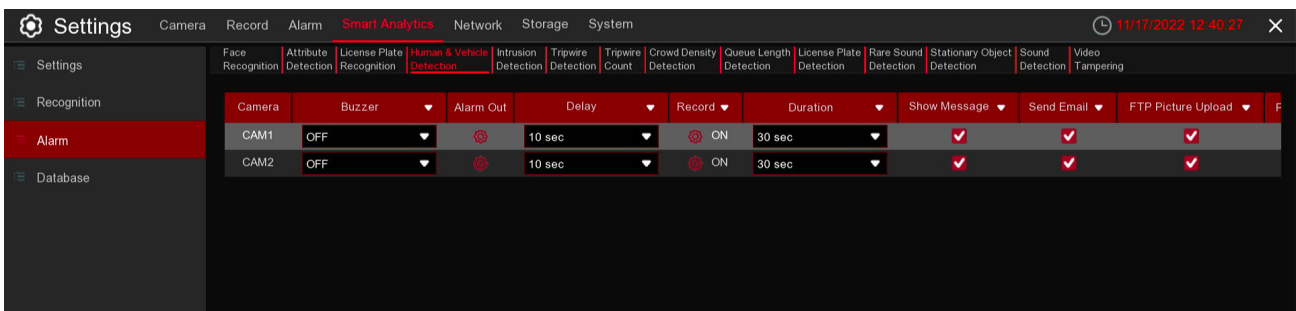 Settings Camera Record Alarm Smart Analytics Network Storage System 11/17/2022 12:40:27
Face Recognition Attribute Detection License Plate Recognition Human & Vehicle Detection Intrusion Detection Tripwire Detection Tripwire Count Crowd Density Detection Queue Length Detection License Plate Detection Rare Sound Detection Stationary Object Detection Sound Detection Video Tampering
Settings
Recognition
Alarm
Database
Camera Buzzer Alarm Out Delay Record Duration Show Message Send Email FTP Picture Upload F
CAM1 OFF 10 sec ON 30 sec
CAM2 OFF 10 sec ON 30 sec